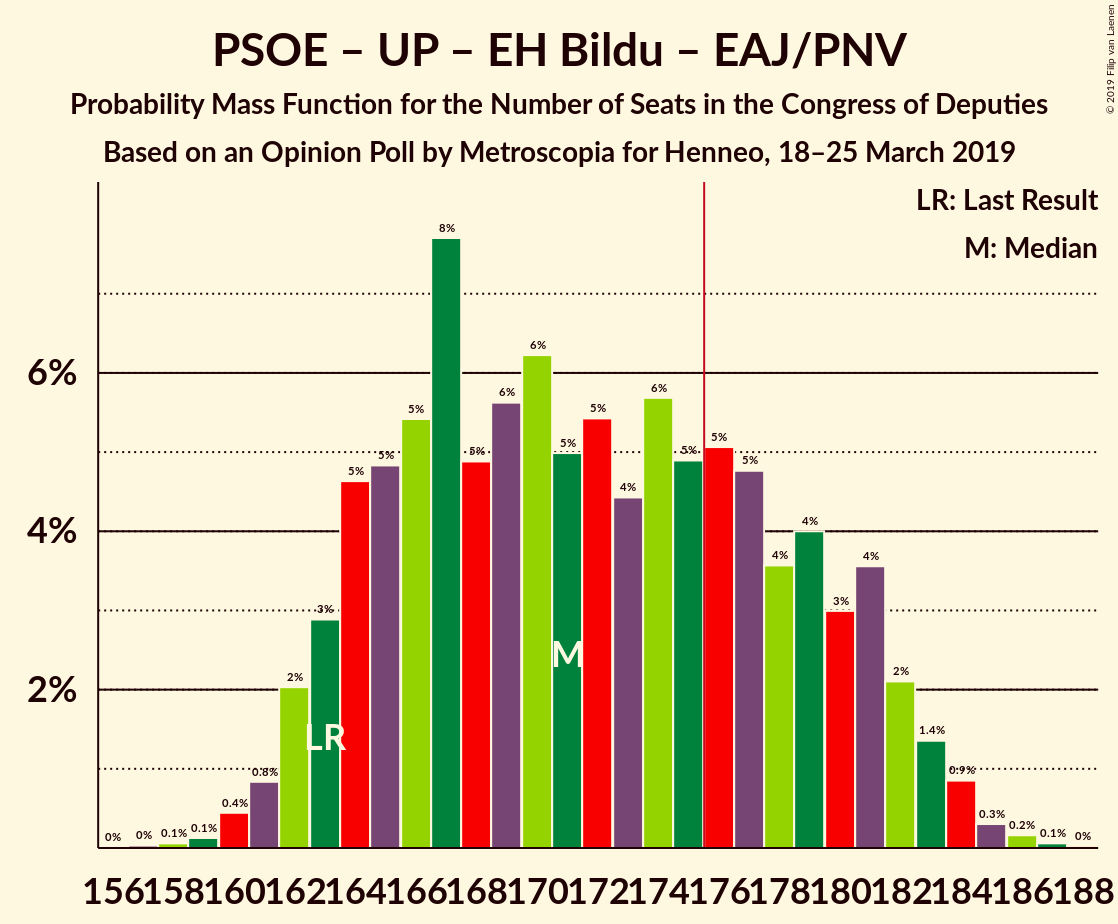 PSOE – UP – EH Bildu – EAJ/PNV
Probability Mass Function for the Number of Seats in the Congress of Deputies
Based on an Opinion Poll by Metroscopia for Henneo, 18–25 March 2019
© 2019 Filip van Laenen
LR: Last Result
M: Median
6%
4%
2%
0% 0% 0.1% 0.1% 0.4% 0.8% 2% 3% 5% 5% 5% 8% 5% 6% 6% 5% 5% 4% 6% 5% 5% 5% 4% 4% 3% 4% 2% 1.4% 0.9% 0.3% 0.2% 0.1% 0%
LR
M
156 158 160 162 164 166 168 170 172 174 176 178 180 182 184 186 188